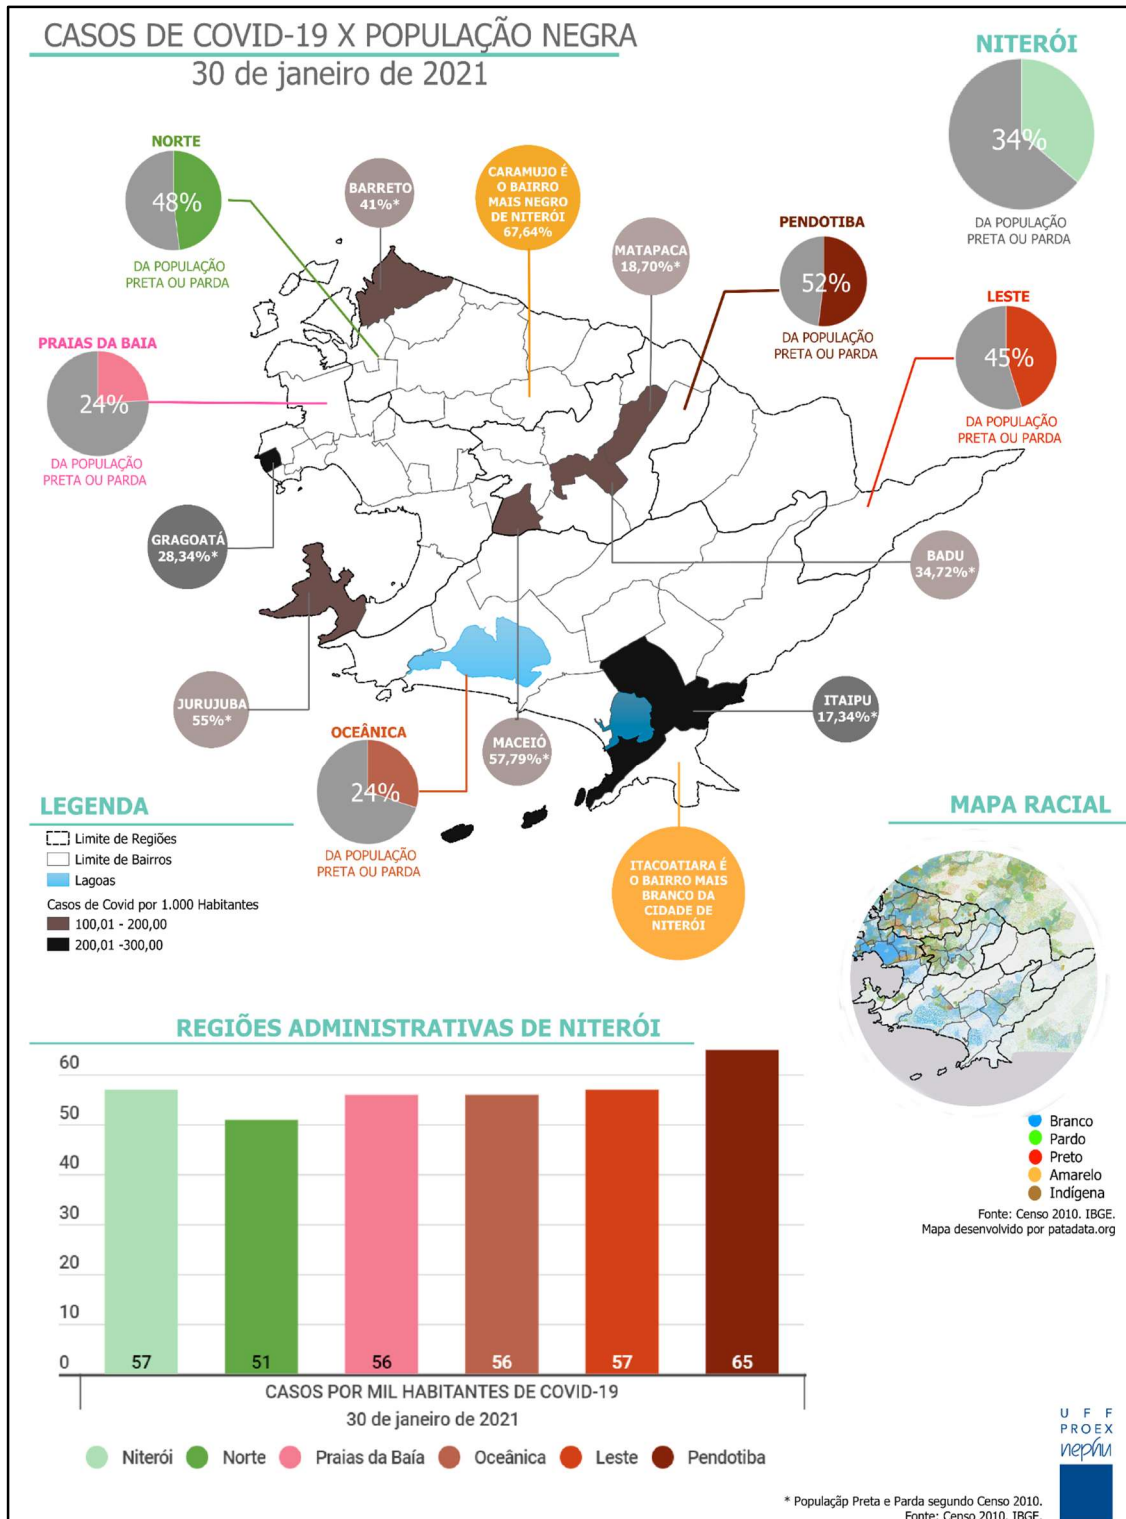 CASOS DE COVID-19 X POPULAÇÃO NEGRA
30 de janeiro de 2021
NITERÓI
34%
DA POPULAÇÃO
PRETA OU PARDA
NORTE
48%
DA POPULAÇÃO
PRETA OU PARDA
BARRETO
41%*
CARAMUJO É
O BAIRRO
MAIS NEGRO
DE NITERÓI
67,64%
MATAPACA
18,70%*
PENDOTIBA
52%
DA POPULAÇÃO
PRETA OU PARDA
LESTE
45%
DA POPULAÇÃO
PRETA OU PARDA
PRAIAS DA BAIA
24%
DA POPULAÇÃO
PRETA OU PARDA
GRAGOATÁ
28,34%*
BADU
34,72%*
JURUJUBA
55%*
OCEÂNICA
24%
DA POPULAÇÃO
PRETA OU PARDA
MACEIÓ
57,79%*
ITAIPU
17,34%*
ITACOATIARA É
O BAIRRO MAIS
BRANCO DA
CIDADE DE
NITERÓI
LEGENDA
Limite de Regiões
Limite de Bairros
Lagoas
Casos de Covid por 1.000 Habitantes
100,01 - 200,00
200,01 -300,00
MAPA RACIAL
Branco
Pardo
Preto
Amarelo
Indígena
Fonte: Censo 2010. IBGE.
Mapa desenvolvido por patadata.org
REGIÕES ADMINISTRATIVAS DE NITERÓI
60
50
40
30
20
10
0
57 51 56 56 57 65
CASOS POR MIL HABITANTES DE COVID-19
30 de janeiro de 2021
Niterói Norte Praias da Baía Oceânica Leste Pendotiba
U F F
PROEX
nephu
* Populaçãp Preta e Parda segundo Censo 2010.
Fonte: Censo 2010. IBGE.